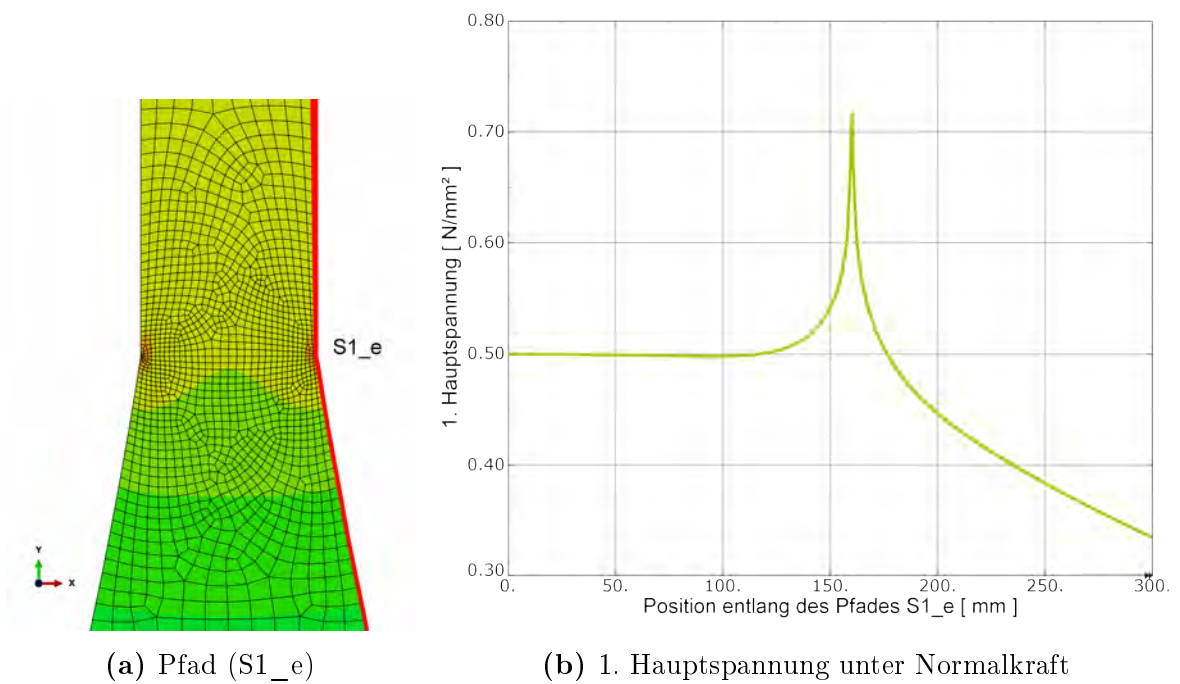 S1_e
Y
X
1. Hauptspannung [ N/mm² ]
0.80
0.70
0.60
0.50
0.40
0.30
0. 50. 100. 150. 200. 250. 300.
Position entlang des Pfades S1_e [ mm ]
(a) Pfad (S1_e)
(b) 1. Hauptspannung unter Normalkraft